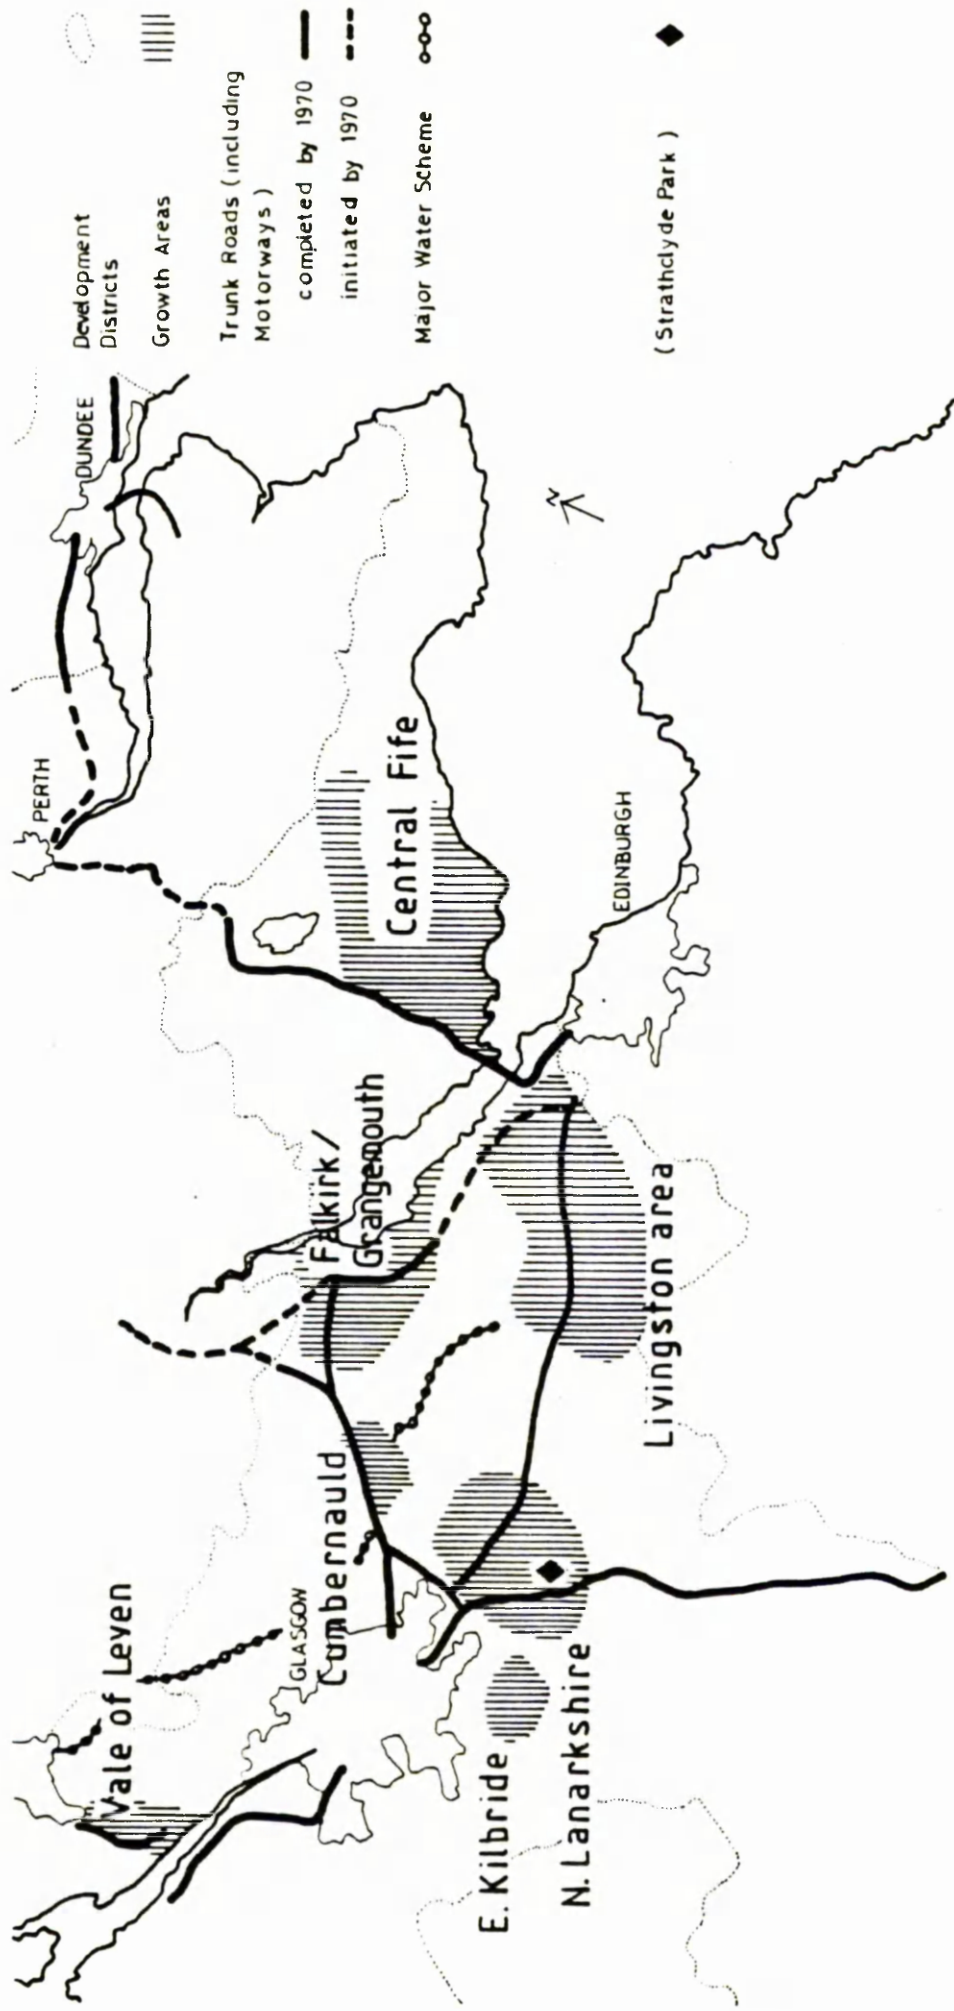 Vale of Leven
GLASGOW
Cumbernauld
E. Kilbride
N. Lanarkshire
Falkirk/
Grangemouth
Livingston area
Central Fife
EDINBURGH
PERTH
DUNDEE
N
Development
Districts
Growth Areas
Trunk Roads (including
Motorways)
completed by 1970
initiated by 1970
Major Water Scheme
(Strathclyde Park)